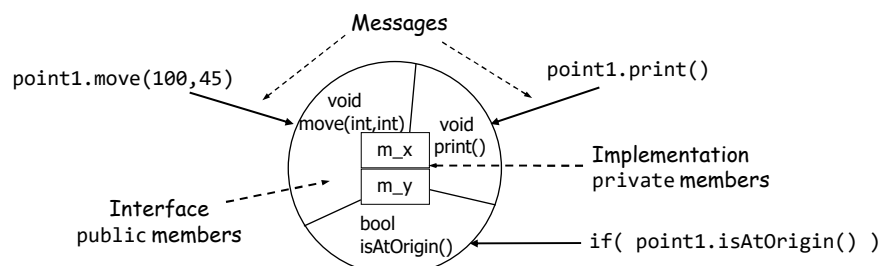 Messages
point1.move(100,45)
point1.print()
void
move(int,int)
void
print()
m_x
m_y
Implementation
private members
Interface
public members
bool
isAtOrigin()
if( point1.isAtOrigin() )